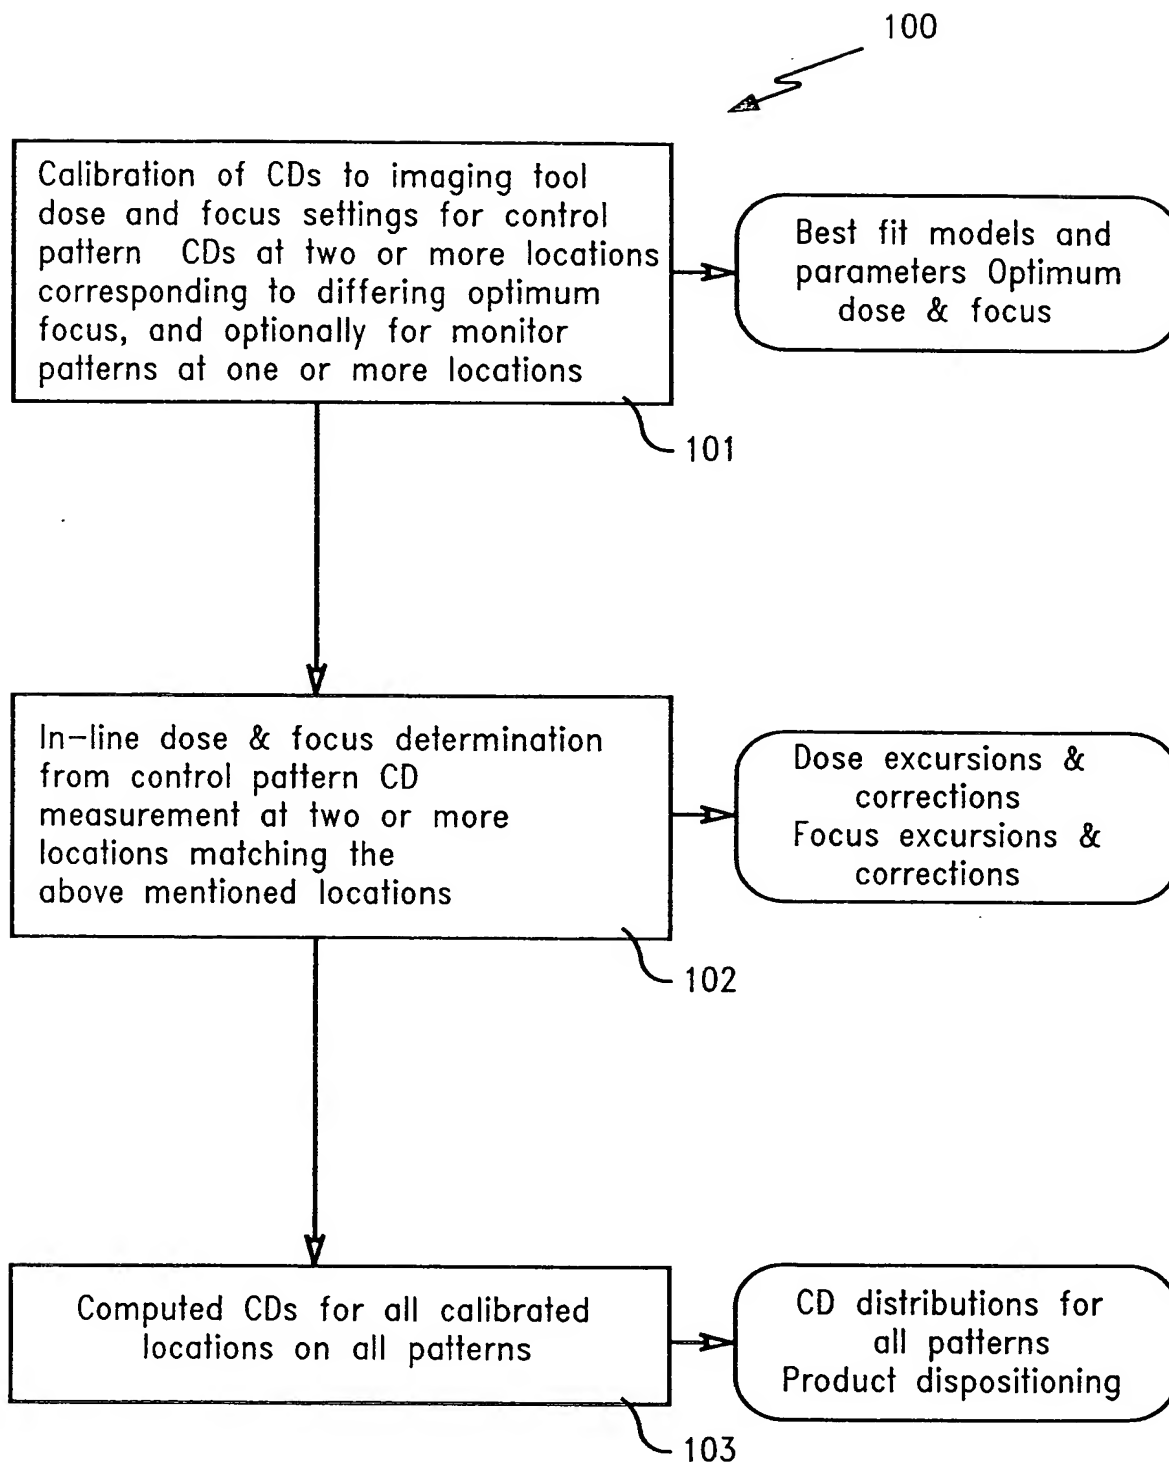 100
Calibration of CDs to imaging tool
dose and focus settings for control
pattern CDs at two or more locations
corresponding to differing optimum
focus, and optionally for monitor
patterns at one or more locations
Best fit models and
parameters Optimum
dose & focus
101
In-line dose & focus determination
from control pattern CD
measurement at two or more
locations matching the
above mentioned locations
Dose excursions &
corrections
Focus excursions &
corrections
102
Computed CDs for all calibrated
locations on all patterns
CD distributions for
all patterns
Product dispositioning
103